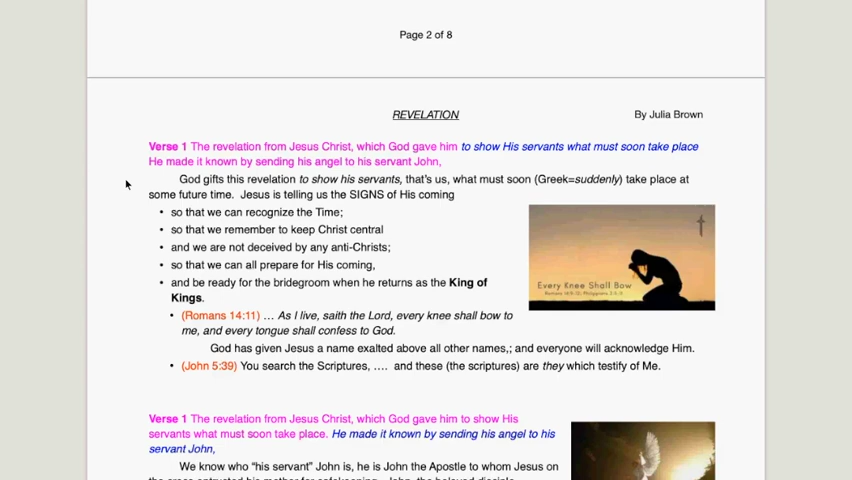 Page 2 of 8
REVELATION
By Julia Brown
Verse 1 The revelation from Jesus Christ, which God gave him to show His servants what must soon take place
He made it known by sending his angel to his servant John,
God gifts this revelation to show his servants, that's us, what must soon (Greek=suddenly) take place at
some future time. Jesus is telling us the SIGNS of His coming
• so that we can recognize the Time;
• so that we remember to keep Christ central
• and we are not deceived by any anti-Christs;
• so that we can all prepare for His coming,
• and be ready for the bridegroom when he returns as the King of
Kings.
• (Romans 14:11) … As I live, saith the Lord, every knee shall bow to
me, and every tongue shall confess to God.
Every Knee Shall Bow
God has given Jesus a name exalted above all other names,; and everyone will acknowledge Him.
• (John 5:39) You search the Scriptures, …. and these (the scriptures) are they which testify of Me.
Verse 1 The revelation from Jesus Christ, which God gave him to show His
servants what must soon take place. He made it known by sending his angel to his
servant John,
We know who "his servant" John is, he is John the Apostle to whom Jesus on